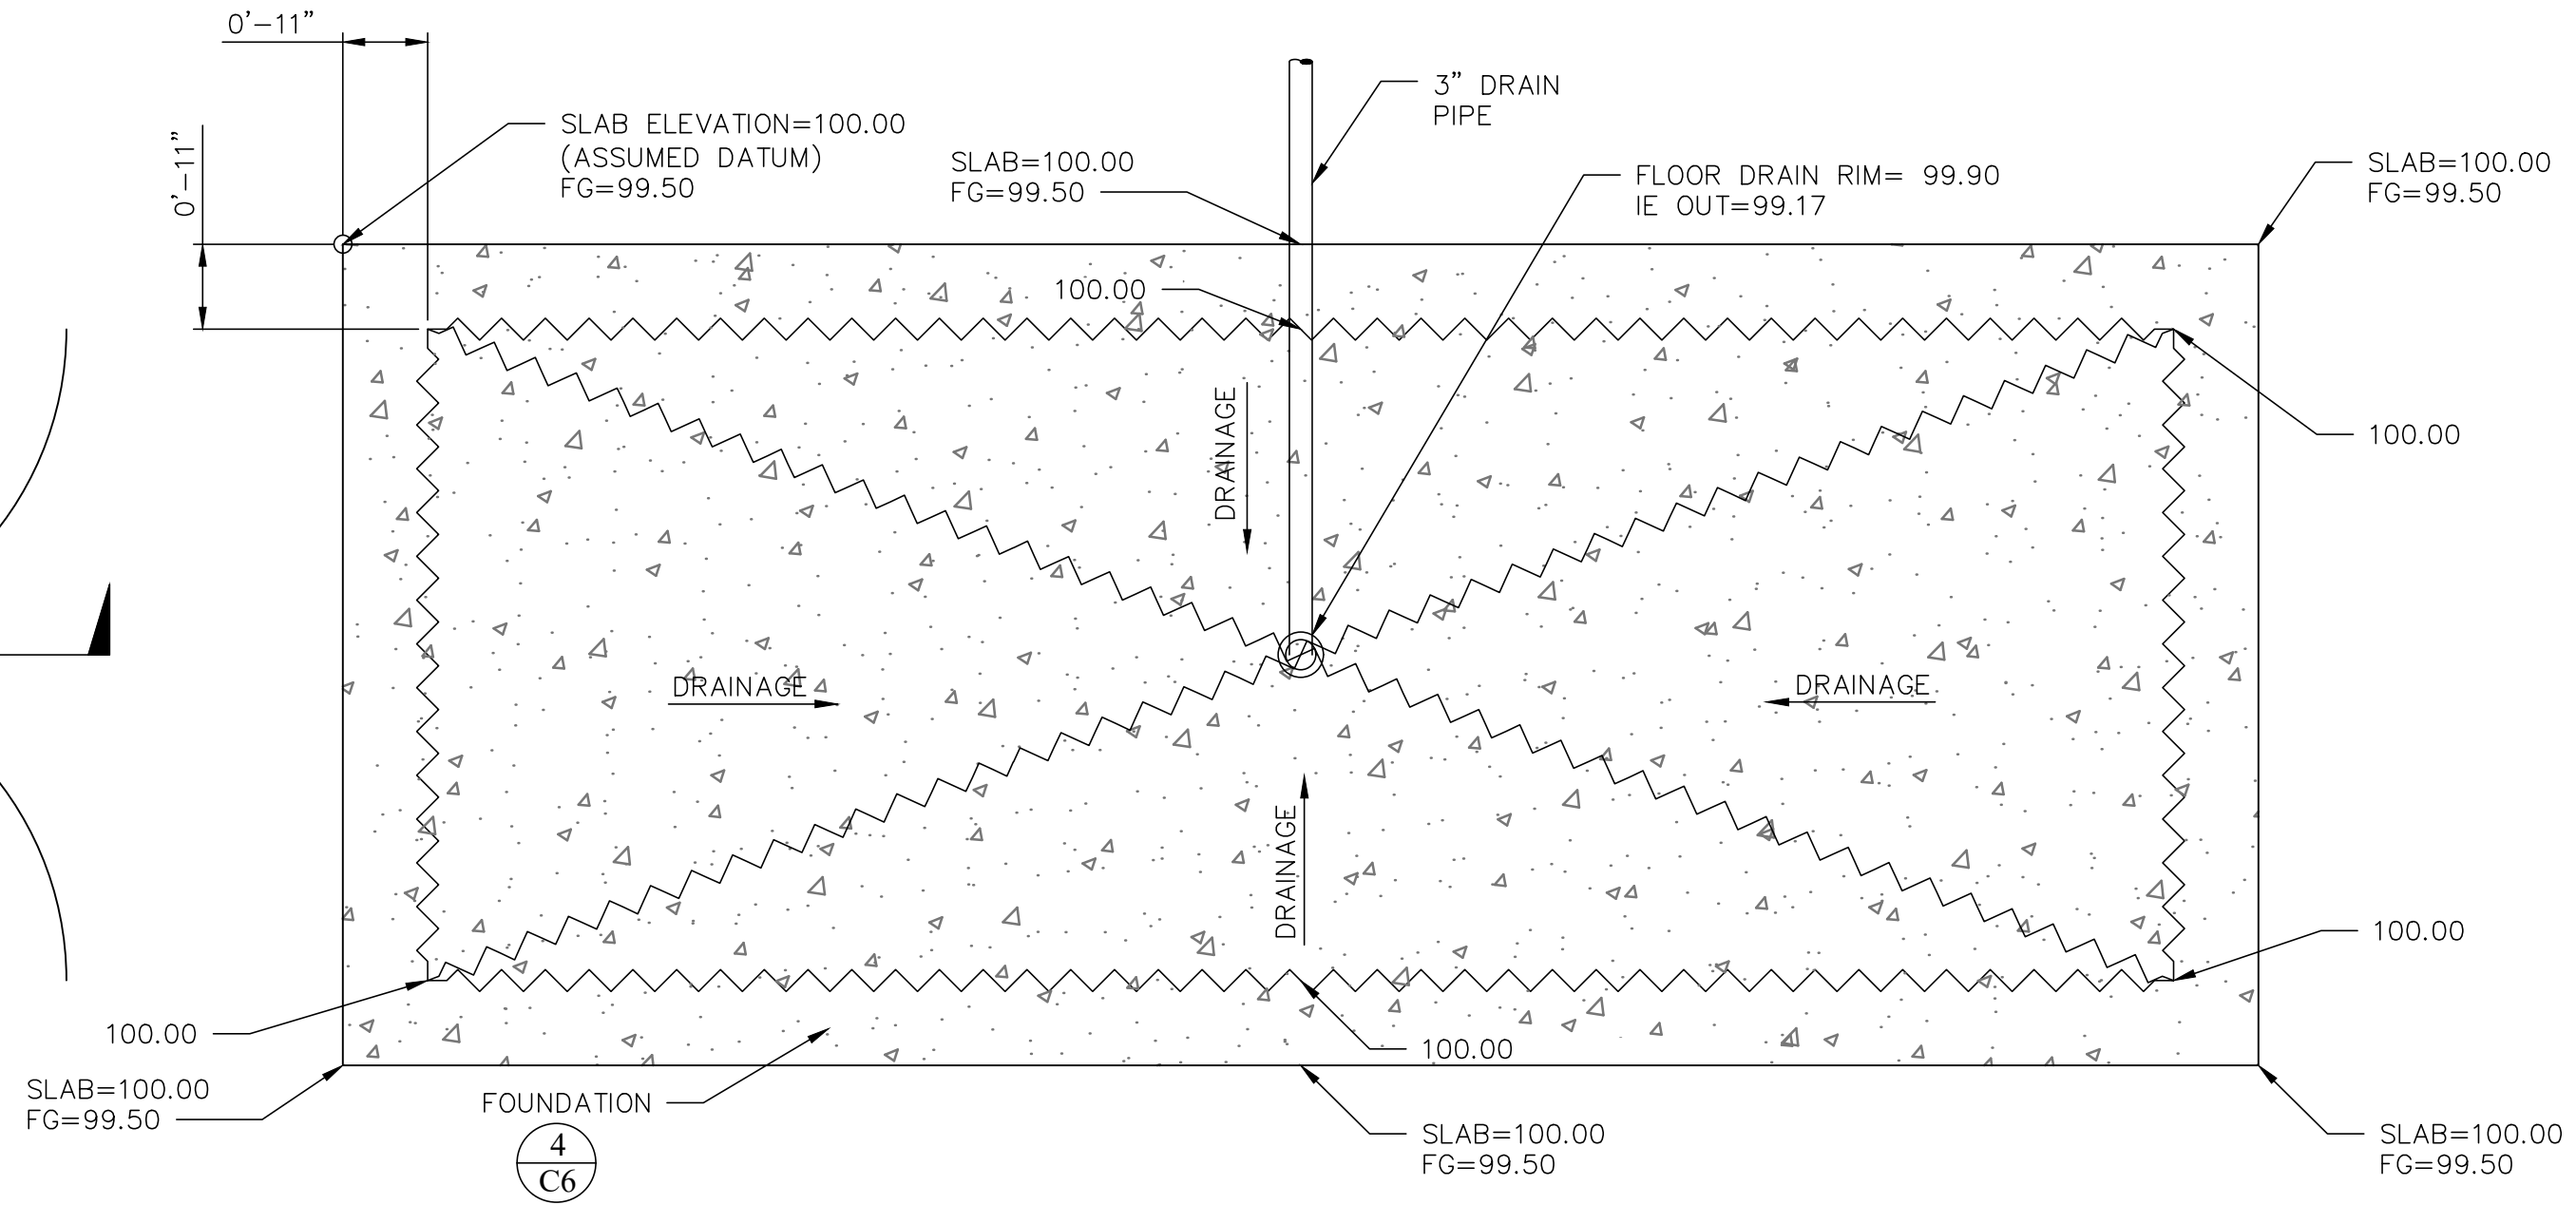 0'-11"
0'-11"
SLAB ELEVATION=100.00
(ASSUMED DATUM)
FG=99.50
SLAB=100.00
FG=99.50
3" DRAIN
PIPE
FLOOR DRAIN RIM= 99.90
IE OUT=99.17
SLAB=100.00
FG=99.50
100.00
100.00
DRAINAGE
DRAINAGE
DRAINAGE
DRAINAGE
100.00
100.00
100.00
SLAB=100.00
FG=99.50
FOUNDATION
4
C6
SLAB=100.00
FG=99.50
SLAB=100.00
FG=99.50